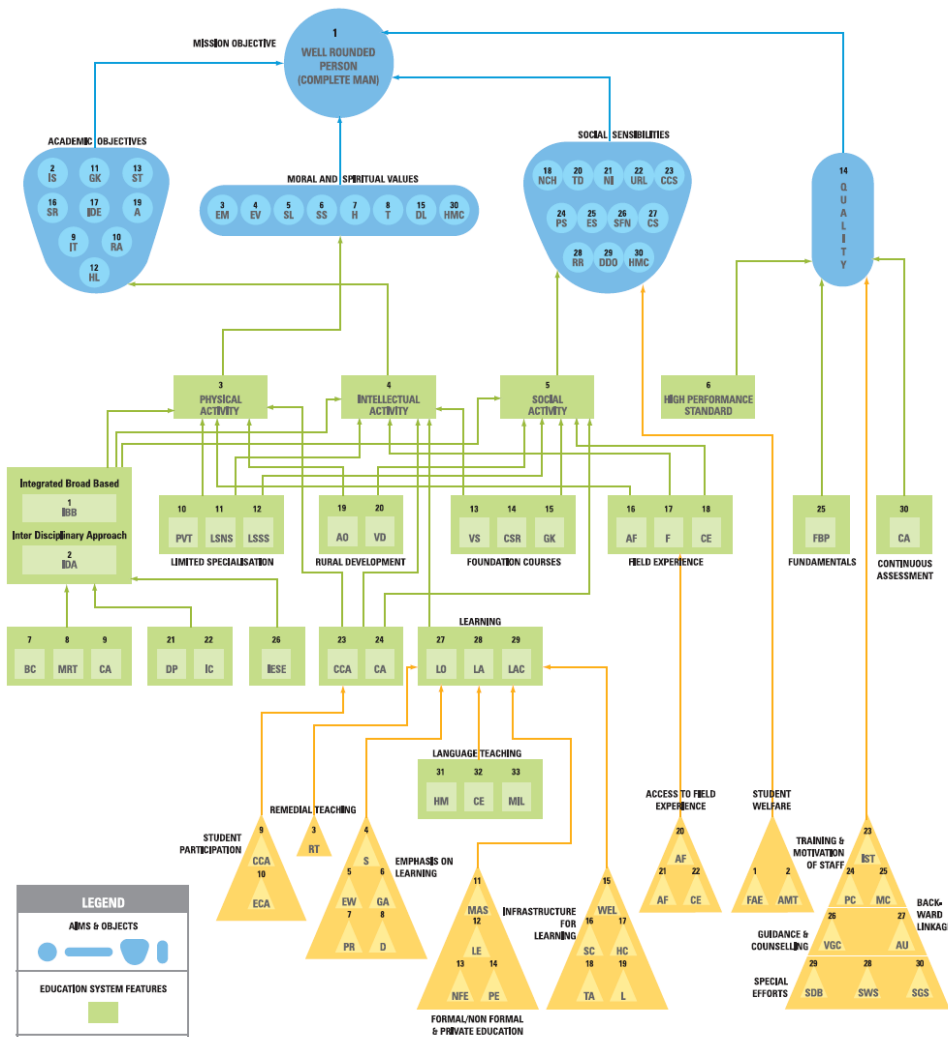 1
WELL ROUNDED
PERSON
(COMPLETE MAN)
MISSION OBJECTIVE
ACADEMIC OBJECTIVES
2 11 13
IS GK ST
16 17 19
SR IDE A
9 10
IT RA
12
HL
MORAL AND SPIRITUAL VALUES
3 4 5 6 7 8 15 30
EM EV SL SS H T DL HMC
SOCIAL SENSIBILITIES
18 20 21 22 23
NCH TD NI URL CCS
24 25 26 27
PS ES SFN CS
28 29 30
RR DDO HMC
14
Q
U
A
L
I
T
Y
3
PHYSICAL
ACTIVITY
4
INTELLECTUAL
ACTIVITY
5
SOCIAL
ACTIVITY
6
HIGH PERFORMANCE
STANDARD
Integrated Broad Based
1
IBB
Inter Disciplinary Approach
2
IDA
10 11 12
PVT LSNS LSSS
LIMITED SPECIALISATION
19 20
AO VD
RURAL DEVELOPMENT
13 14 15
VS CSR GK
FOUNDATION COURSES
16 17 18
AF F CE
FIELD EXPERIENCE
25
FBP
FUNDAMENTALS
30
CA
CONTINUOUS
ASSESSMENT
7 8 9
BC MRT CA
21 22
DP IC
26
IESE
23 24
CCA CA
LEARNING
27 28 29
LO LA LAC
LANGUAGE TEACHING
31 32 33
HM CE MIL
STUDENT
PARTICIPATION
9
CCA
10
ECA
REMEDIAL TEACHING
3
RT
4
S
EMPHASIS ON
LEARNING
5 6
EW GA
7 8
PR D
11
MAS
12
LE
13 14
NFE PE
FORMAL/NON FORMAL
& PRIVATE EDUCATION
INFRASTRUCTURE
FOR
LEARNING
15
WEL
16 17
SC HC
18 19
TA L
ACCESS TO FIELD
EXPERIENCE
20
AF
21 22
AF CE
STUDENT
WELFARE
1 2
FAE AMT
TRAINING &
MOTIVATION
OF STAFF
23
IST
24 25
PC MC
BACK-
WARD
LINKAGE
GUIDANCE &
COUNSELLING
26 27
VGC AU
SPECIAL
EFFORTS
29 28 30
SDB SWS SGS
LEGEND
AIMS & OBJECTS
EDUCATION SYSTEM FEATURES